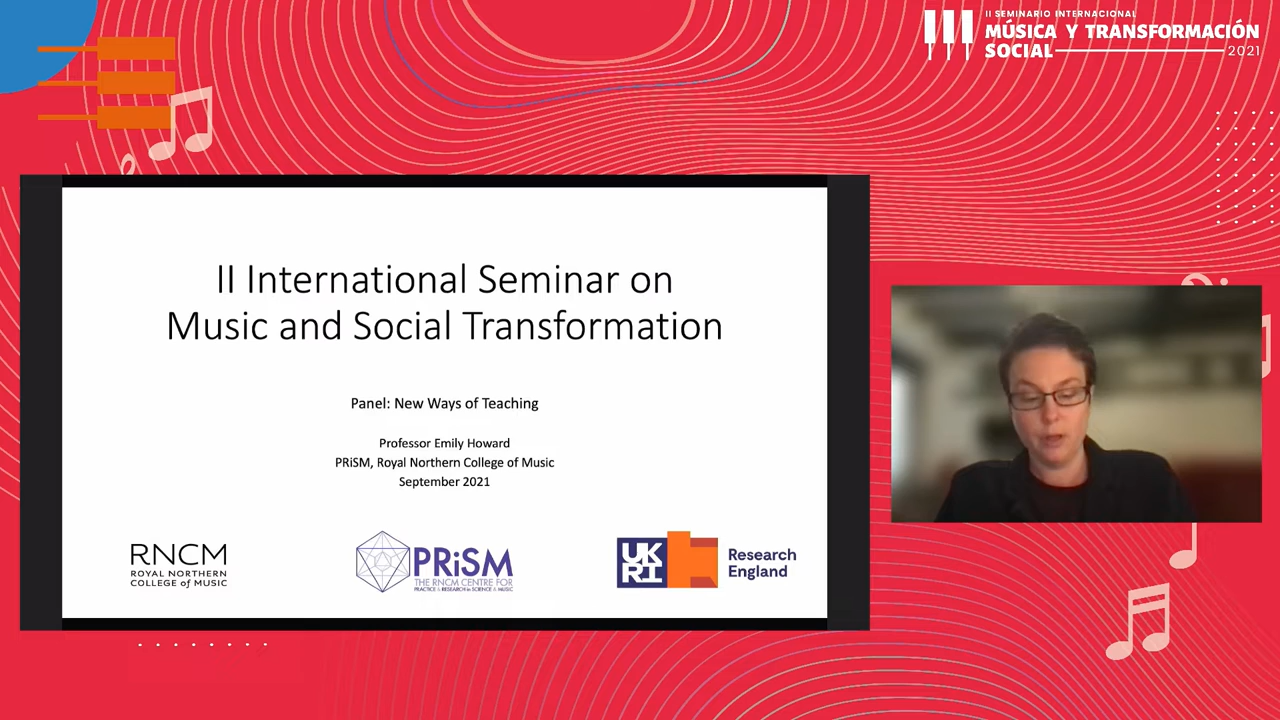 II SEMINARIO INTERNACIONAL
MÚSICA Y TRANSFORMACIÓN
SOCIAL
2021
II International Seminar on
Music and Social Transformation
Panel: New Ways of Teaching
Professor Emily Howard
PRiSM, Royal Northern College of Music
September 2021
RNCM
ROYAL NORTHERN
COLLEGE of MUSIC
PRiSM
THE RNCM CENTRE FOR
PRACTICE & RESEARCH in SCIENCE & MUSIC
UK
RI
Research
England